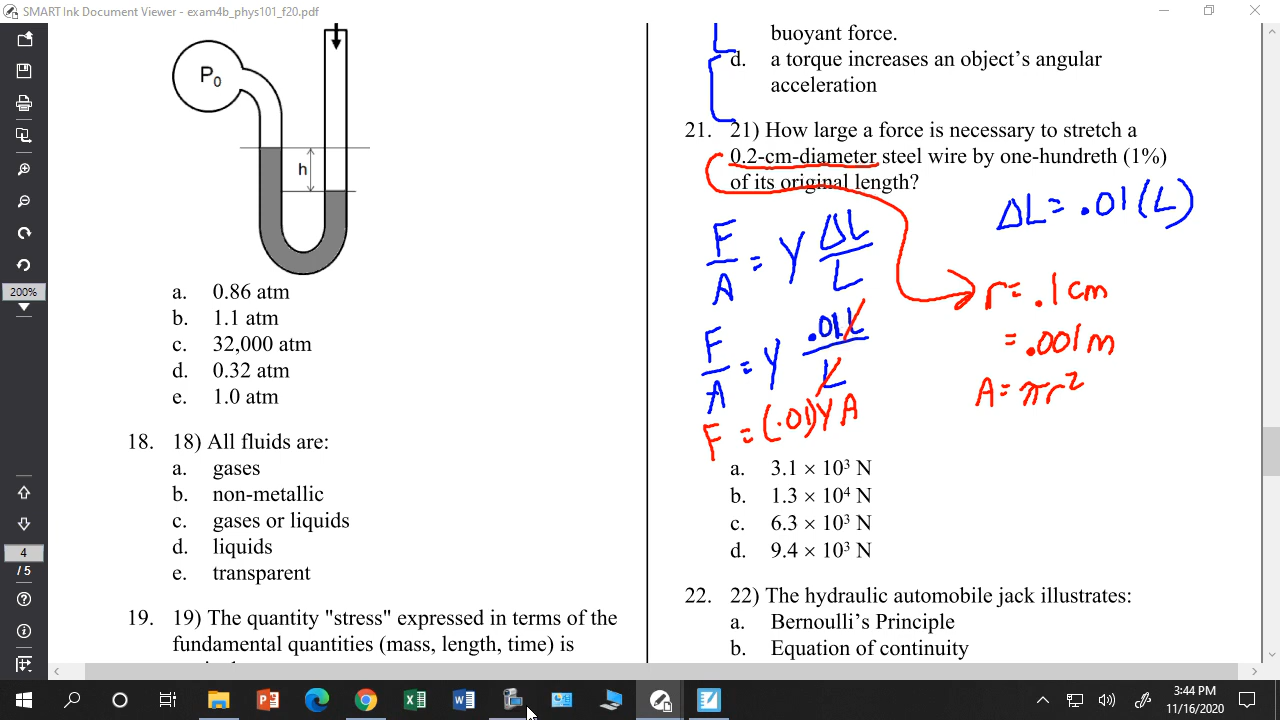 SMART Ink Document Viewer - exam4b_phys101_f20.pdf
P0
h
a. 0.86 atm
b. 1.1 atm
c. 32,000 atm
d. 0.32 atm
e. 1.0 atm
18. 18) All fluids are:
a. gases
b. non-metallic
c. gases or liquids
d. liquids
e. transparent
19. 19) The quantity "stress" expressed in terms of the
fundamental quantities (mass, length, time) is
buoyant force.
d. a torque increases an object’s angular
acceleration
21. 21) How large a force is necessary to stretch a
0.2-cm-diameter steel wire by one-hundreth (1%)
of its original length?
ΔL = .01(L)
F/A = Y ΔL/L
r = .1 cm
= .001 m
F/A = Y .01L/L
A = πr²
F = (.01)YA
a. 3.1 × 10³ N
b. 1.3 × 10⁴ N
c. 6.3 × 10³ N
d. 9.4 × 10³ N
22. 22) The hydraulic automobile jack illustrates:
a. Bernoulli’s Principle
b. Equation of continuity
200%
4
/ 5
3:44 PM
11/16/2020